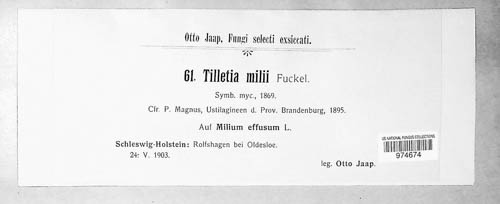 Otto Jaap. Fungi selecti exsiccati.
61. Tilletia milii Fuckel.
Symb. myc., 1869.
Cfr. P. Magnus, Ustilagineen d. Prov. Brandenburg, 1895.
Auf Milium effusum L.
Schleswig-Holstein: Rolfshagen bei Oldesloe.
24. V. 1903.
leg. Otto Jaap.
US NATIONAL FUNGUS COLLECTIONS
974674